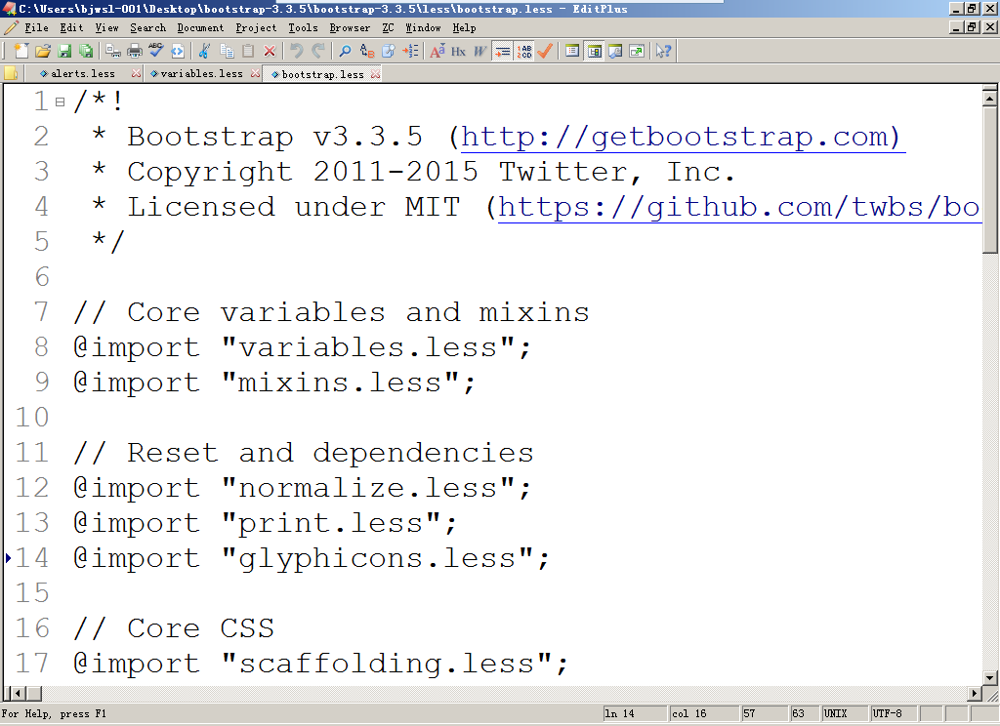 C:\Users\bjwsl-001\Desktop\bootstrap-3.3.5\bootstrap-3.3.5\less\bootstrap.less - EditPlus
File Edit View Search Document Project Tools Browser ZC Window Help
alerts.less variables.less bootstrap.less
1 /*!
2 * Bootstrap v3.3.5 (http://getbootstrap.com)
3 * Copyright 2011-2015 Twitter, Inc.
4 * Licensed under MIT (https://github.com/twbs/bo
5 */
6
7 // Core variables and mixins
8 @import "variables.less";
9 @import "mixins.less";
10
11 // Reset and dependencies
12 @import "normalize.less";
13 @import "print.less";
14 @import "glyphicons.less";
15
16 // Core CSS
17 @import "scaffolding.less";
For Help, press F1 ln 14 col 16 57 63 UNIX UTF-8